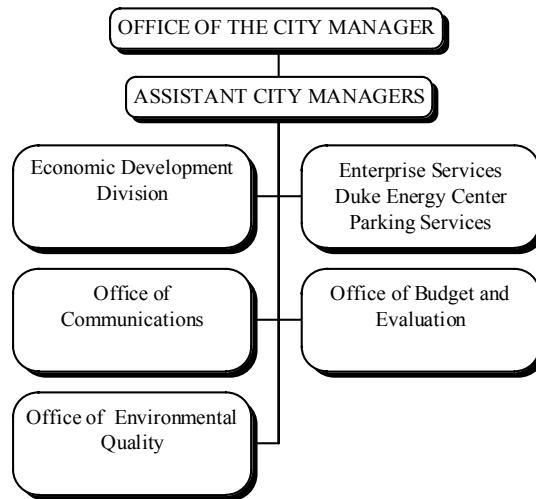 OFFICE OF THE CITY MANAGER
ASSISTANT CITY MANAGERS
Economic Development
Division
Enterprise Services
Duke Energy Center
Parking Services
Office of
Communications
Office of Budget and
Evaluation
Office of Environmental
Quality